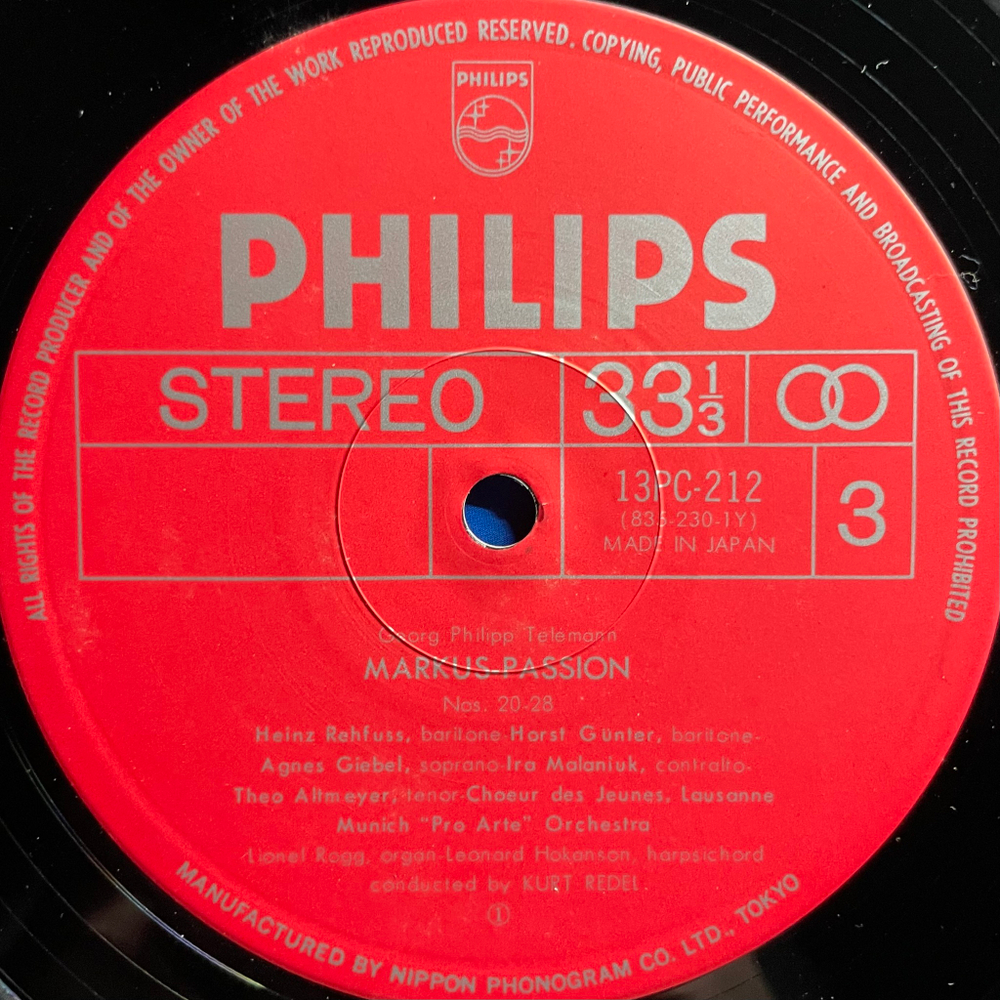 ALL RIGHTS OF THE RECORD PRODUCER AND OF THE OWNER OF THE WORK REPRODUCED RESERVED. COPYING, PUBLIC PERFORMANCE AND BROADCASTING OF THIS RECORD PROHIBITED
PHILIPS
PHILIPS
STEREO 33 1/3
13PC-212 3
(835-230-1Y)
MADE IN JAPAN
Georg Philipp Telemann
MARKUS-PASSION
Nos. 20-28
Heinz Rehfuss, baritone-Horst Günter, baritone-
Agnes Giebel, soprano-Ira Malaniuk, contralto-
Theo Altmeyer, tenor-Choeur des Jeunes, Lausanne
Munich "Pro Arte" Orchestra
Lionel Rogg, organ-Leonard Hokanson, harpsichord
conducted by KURT REDEL
①
MANUFACTURED BY NIPPON PHONOGRAM CO. LTD., TOKYO